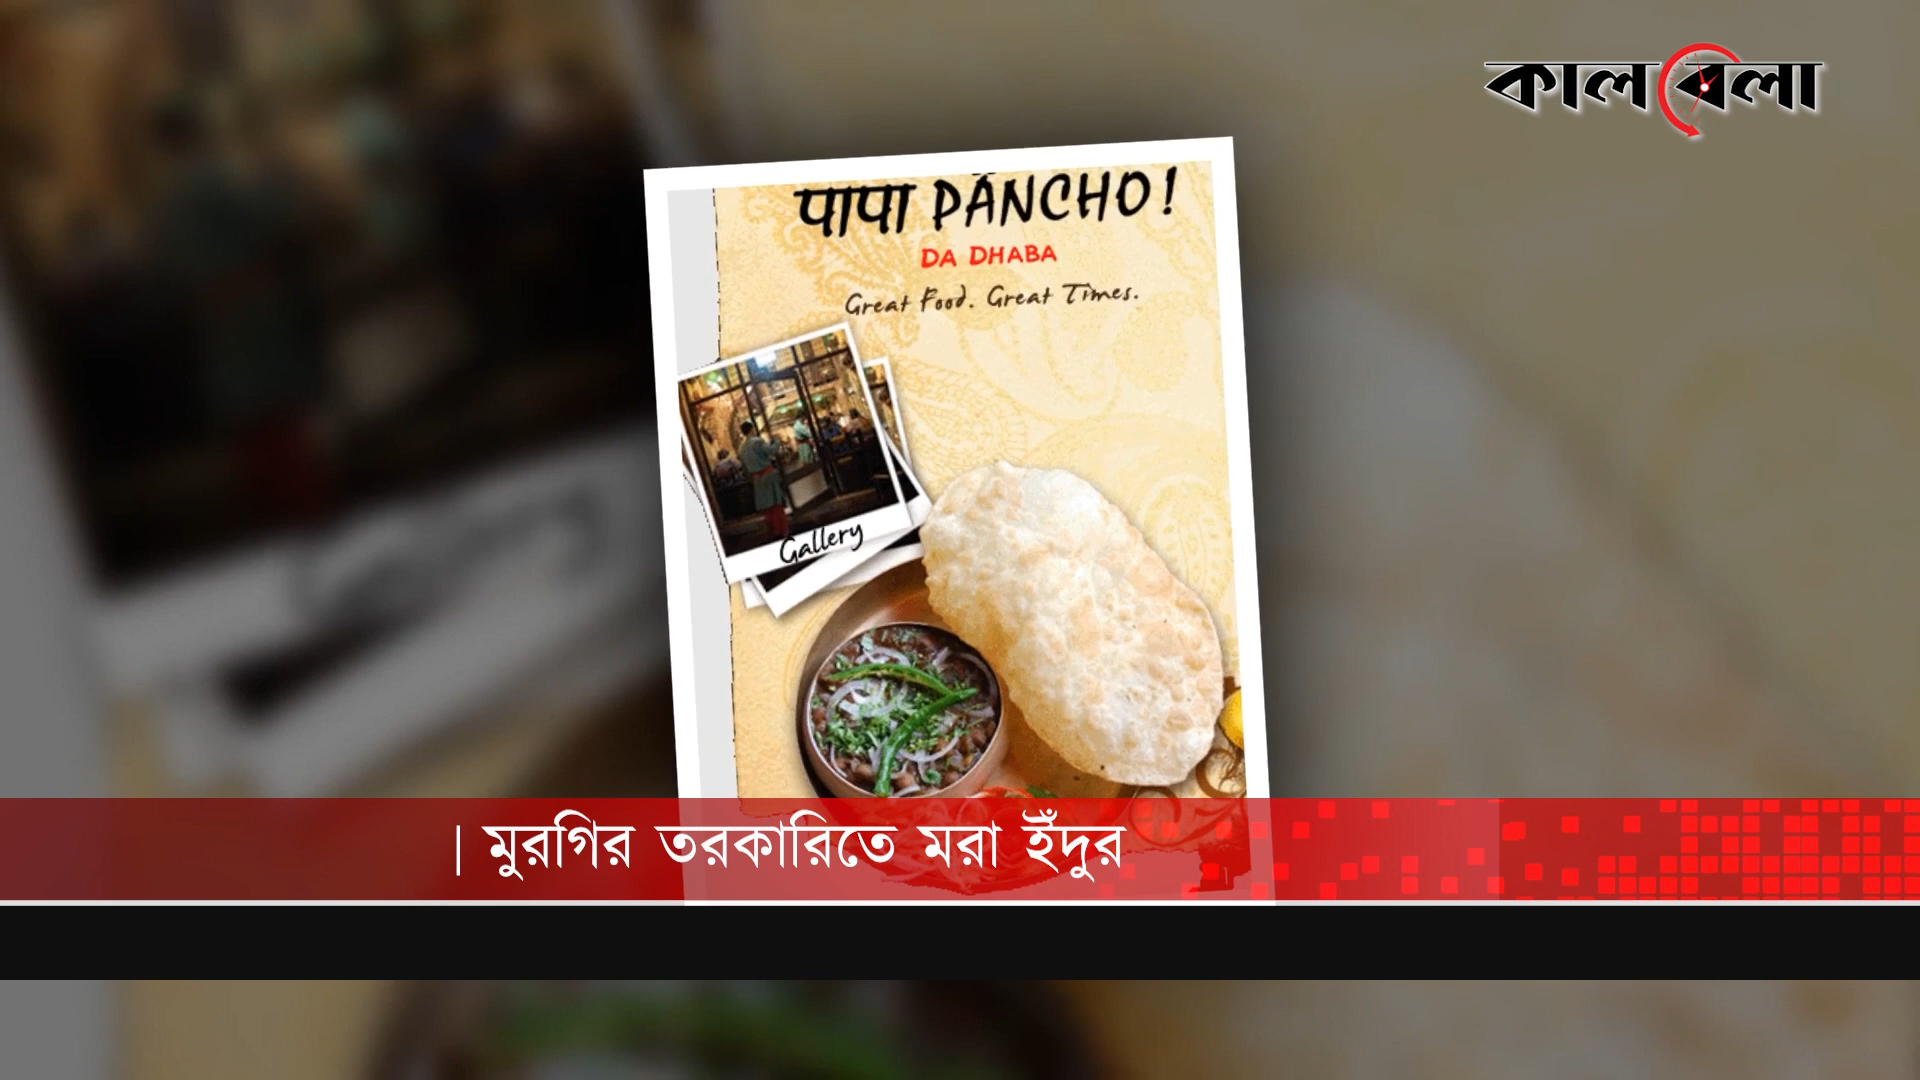 কালবেলা
पापा PANCHO!
DA DHABA
Great Food. Great Times.
Gallery
| মুরগির তরকারিতে মরা ইঁদুর